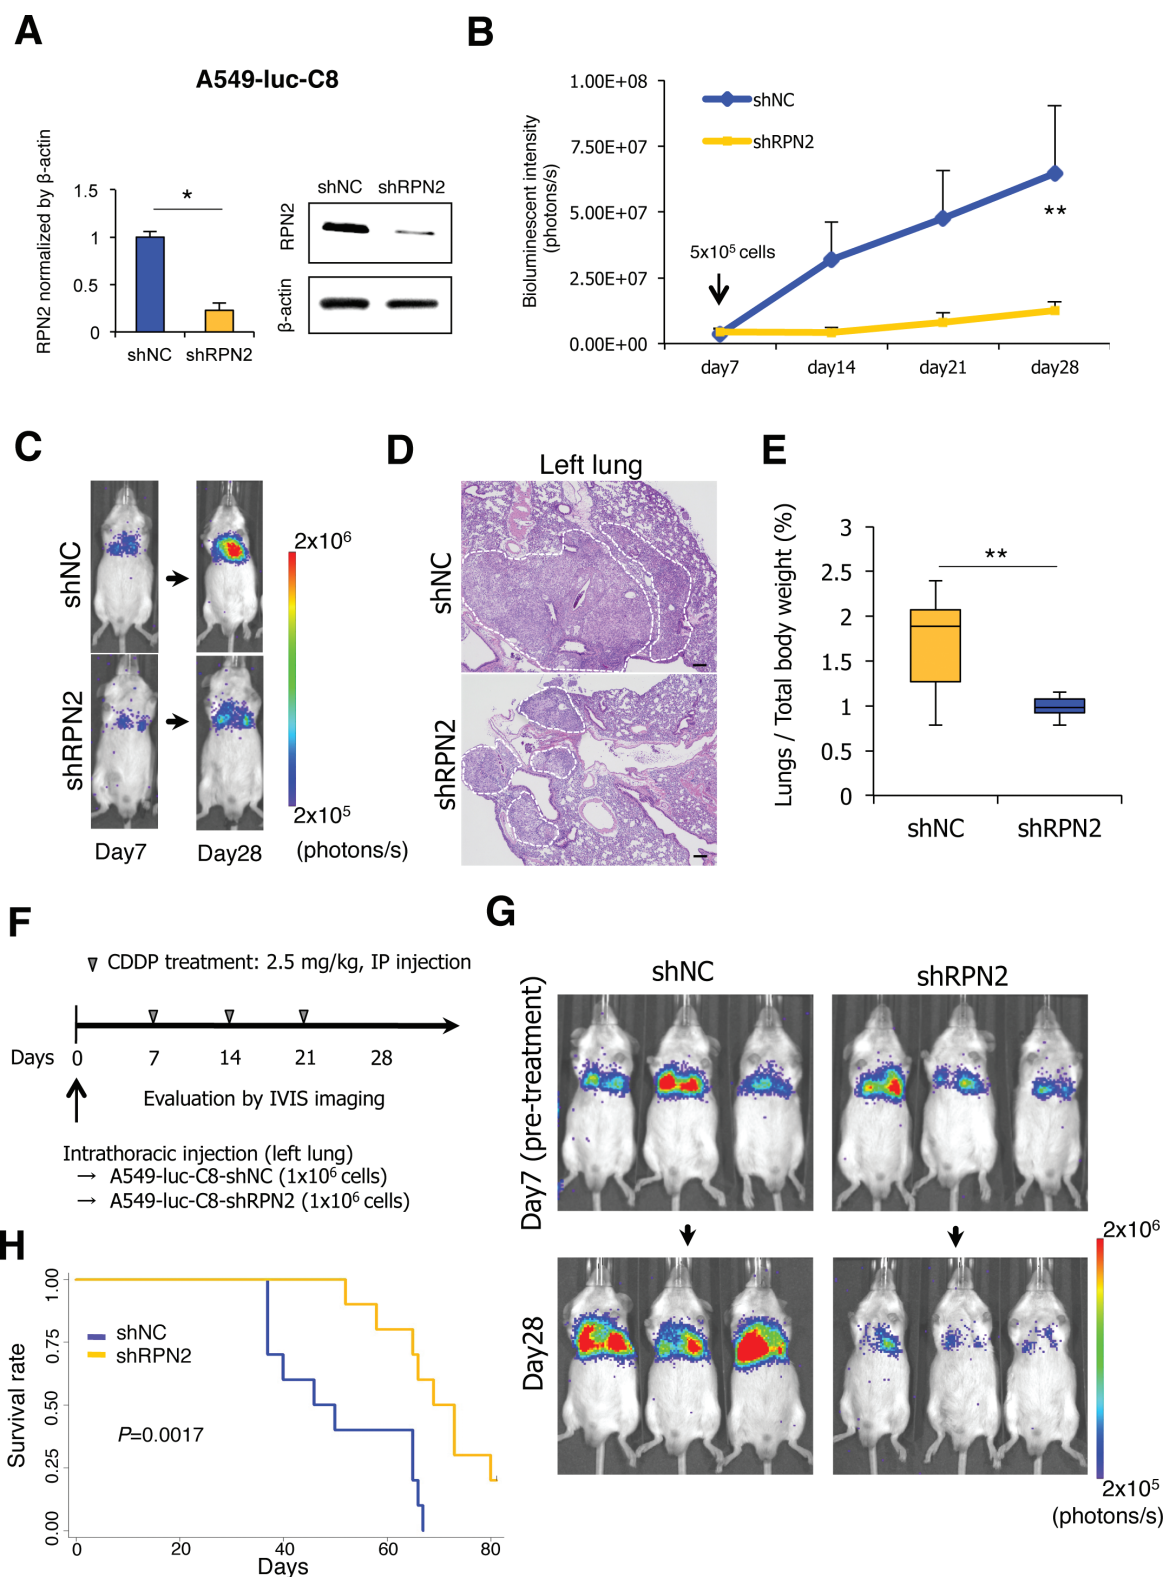 A
A549-luc-C8
RPN2 normalized by β-actin
1.5
1
0.5
0
*
shNC shRPN2
shNC shRPN2
RPN2
β-actin
B
Bioluminescent intensity
(photons/s)
1.00E+08
7.50E+07
5.00E+07
2.50E+07
0.00E+00
shNC
shRPN2
5x10⁵ cells
**
day7 day14 day21 day28
C
shNC
shRPN2
Day7 Day28
2x10⁶
2x10⁵
(photons/s)
D
Left lung
shNC
shRPN2
E
Lungs / Total body weight (%)
3
2.5
2
1.5
1
0.5
0
**
shNC shRPN2
F
CDDP treatment: 2.5 mg/kg, IP injection
Days 0 7 14 21 28
Evaluation by IVIS imaging
Intrathoracic injection (left lung)
→ A549-luc-C8-shNC (1x10⁶ cells)
→ A549-luc-C8-shRPN2 (1x10⁶ cells)
G
shNC shRPN2
Day7 (pre-treatment)
Day28
2x10⁶
2x10⁵
(photons/s)
H
Survival rate
1.00
0.75
0.50
0.25
0.00
shNC
shRPN2
P=0.0017
0 20 40 60 80
Days